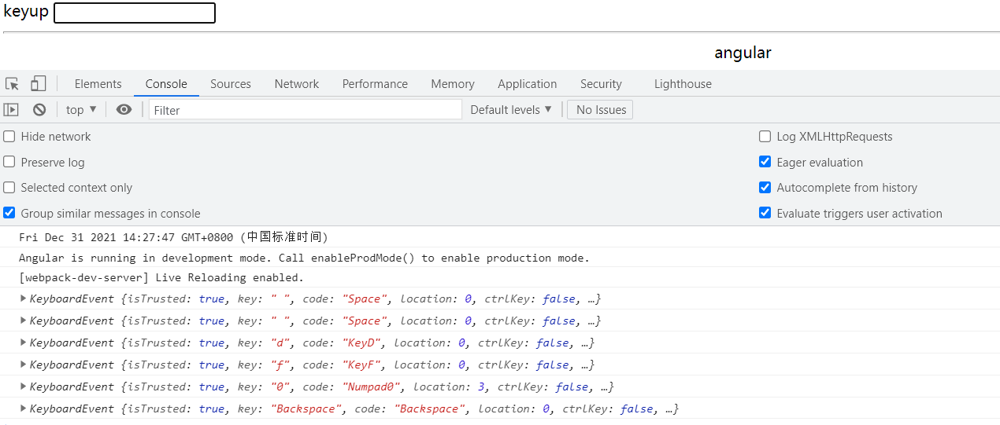 keyup
angular
Elements Console Sources Network Performance Memory Application Security Lighthouse
top ▼ Filter Default levels ▼ No Issues
Hide network Log XMLHttpRequests
Preserve log Eager evaluation
Selected context only Autocomplete from history
Group similar messages in console Evaluate triggers user activation
Fri Dec 31 2021 14:27:47 GMT+0800 (中国标准时间)
Angular is running in development mode. Call enableProdMode() to enable production mode.
[webpack-dev-server] Live Reloading enabled.
▶KeyboardEvent {isTrusted: true, key: " ", code: "Space", location: 0, ctrlKey: false, …}
▶KeyboardEvent {isTrusted: true, key: " ", code: "Space", location: 0, ctrlKey: false, …}
▶KeyboardEvent {isTrusted: true, key: "d", code: "KeyD", location: 0, ctrlKey: false, …}
▶KeyboardEvent {isTrusted: true, key: "f", code: "KeyF", location: 0, ctrlKey: false, …}
▶KeyboardEvent {isTrusted: true, key: "0", code: "Numpad0", location: 3, ctrlKey: false, …}
▶KeyboardEvent {isTrusted: true, key: "Backspace", code: "Backspace", location: 0, ctrlKey: false, …}